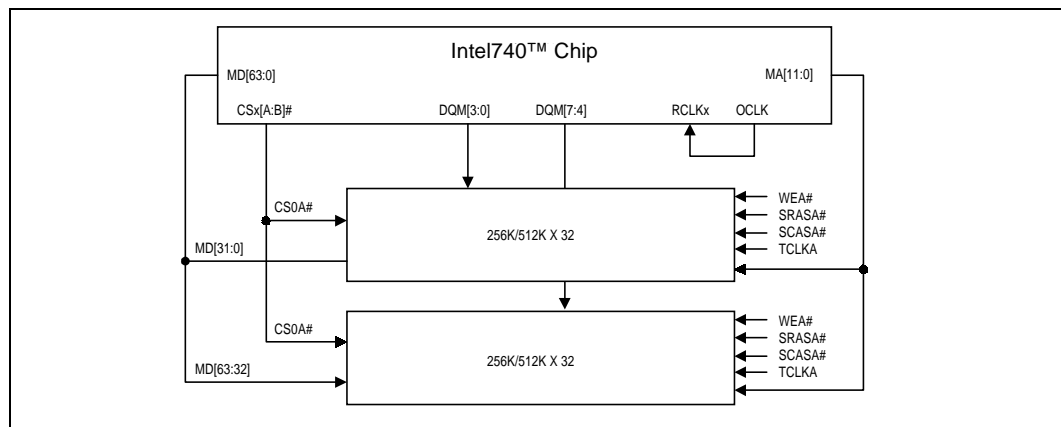 Intel740™ Chip
MD[63:0]
MA[11:0]
CSx[A:B]#
DQM[3:0]
DQM[7:4]
RCLKx
OCLK
CS0A#
WEA#
SRASA#
256K/512K X 32
SCASA#
MD[31:0]
TCLKA
CS0A#
WEA#
SRASA#
MD[63:32]
256K/512K X 32
SCASA#
TCLKA